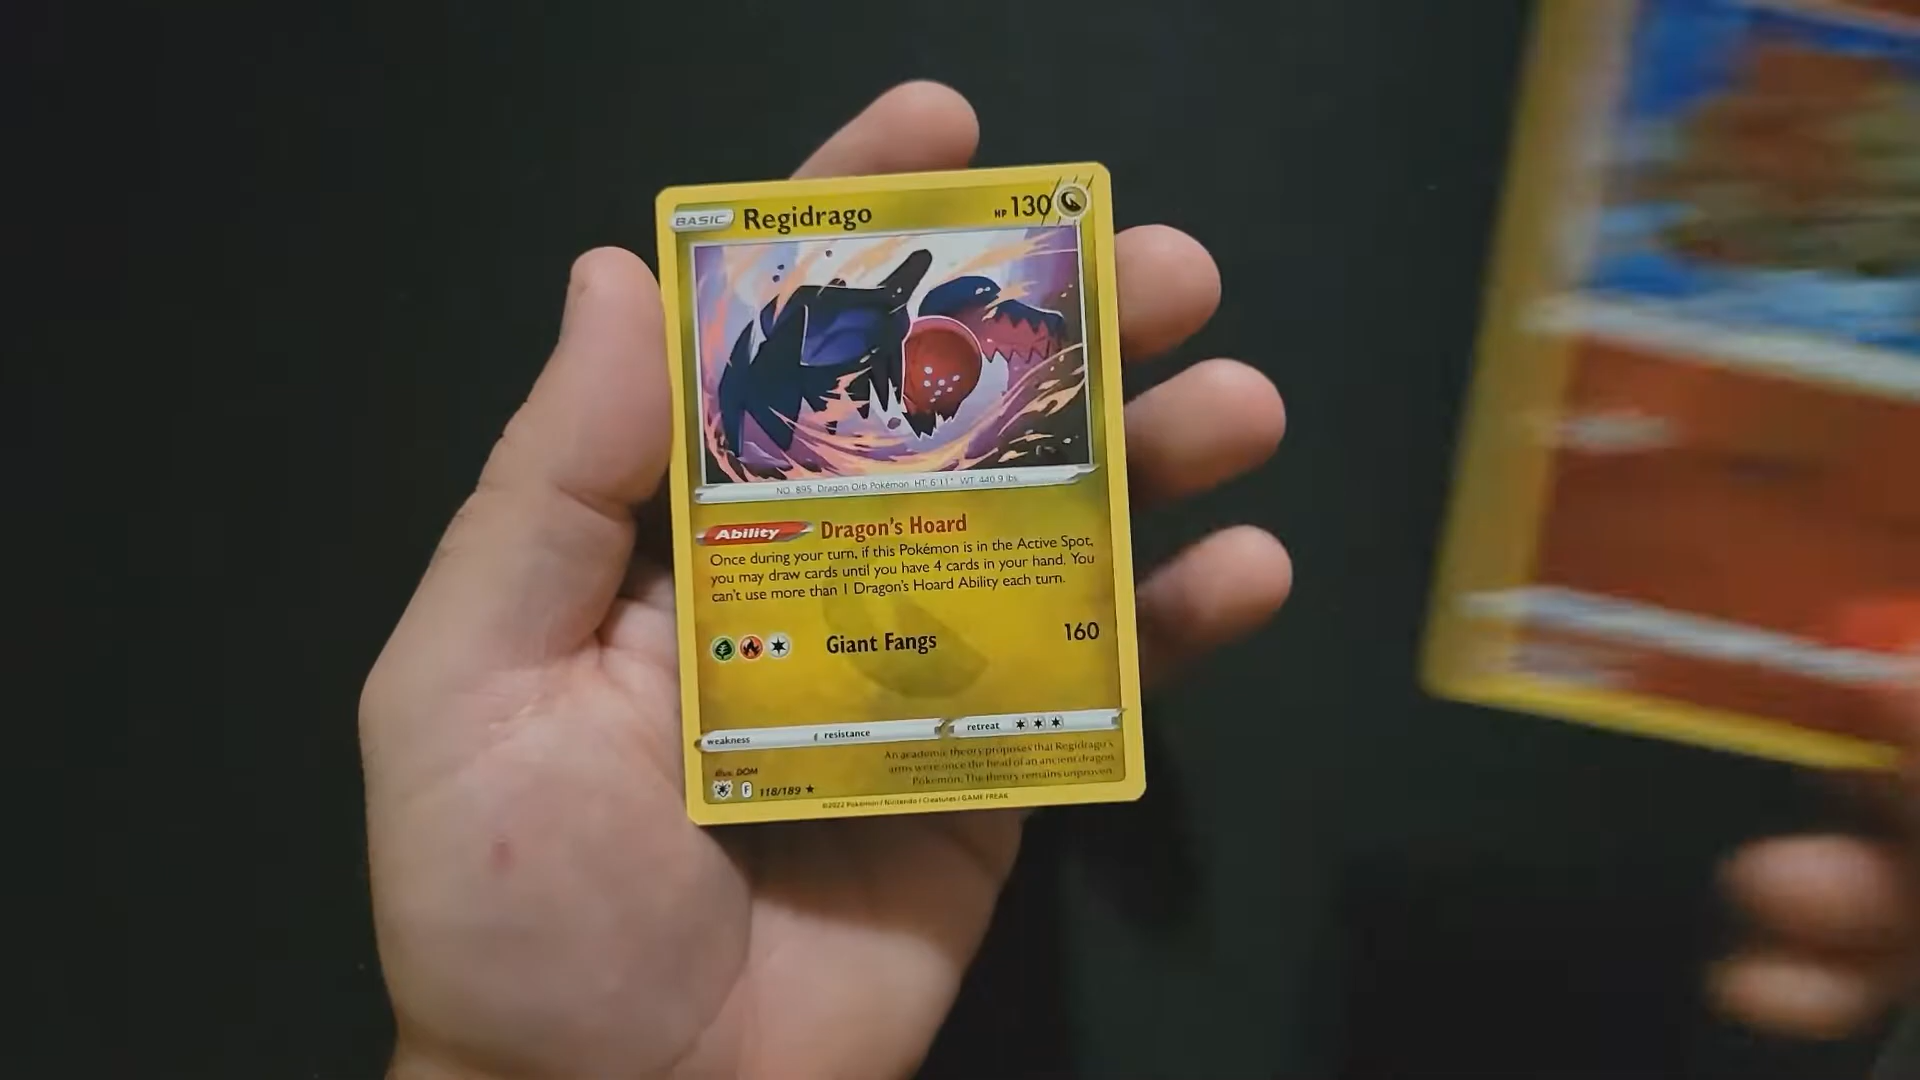 BASIC Regidrago HP 130
NO. 895 Dragon Orb Pokémon HT: 6'11" WT: 440.9 lbs.
Ability Dragon's Hoard
Once during your turn, if this Pokémon is in the Active Spot,
you may draw cards until you have 4 cards in your hand. You
can't use more than 1 Dragon's Hoard Ability each turn.
Giant Fangs 160
weakness resistance retreat
An academic theory proposes that Regidrago's
arms were once the head of an ancient dragon
Pokémon. The theory remains unproven.
Illus. DOM
F 118/189 ★
©2022 Pokémon / Nintendo / Creatures / GAME FREAK